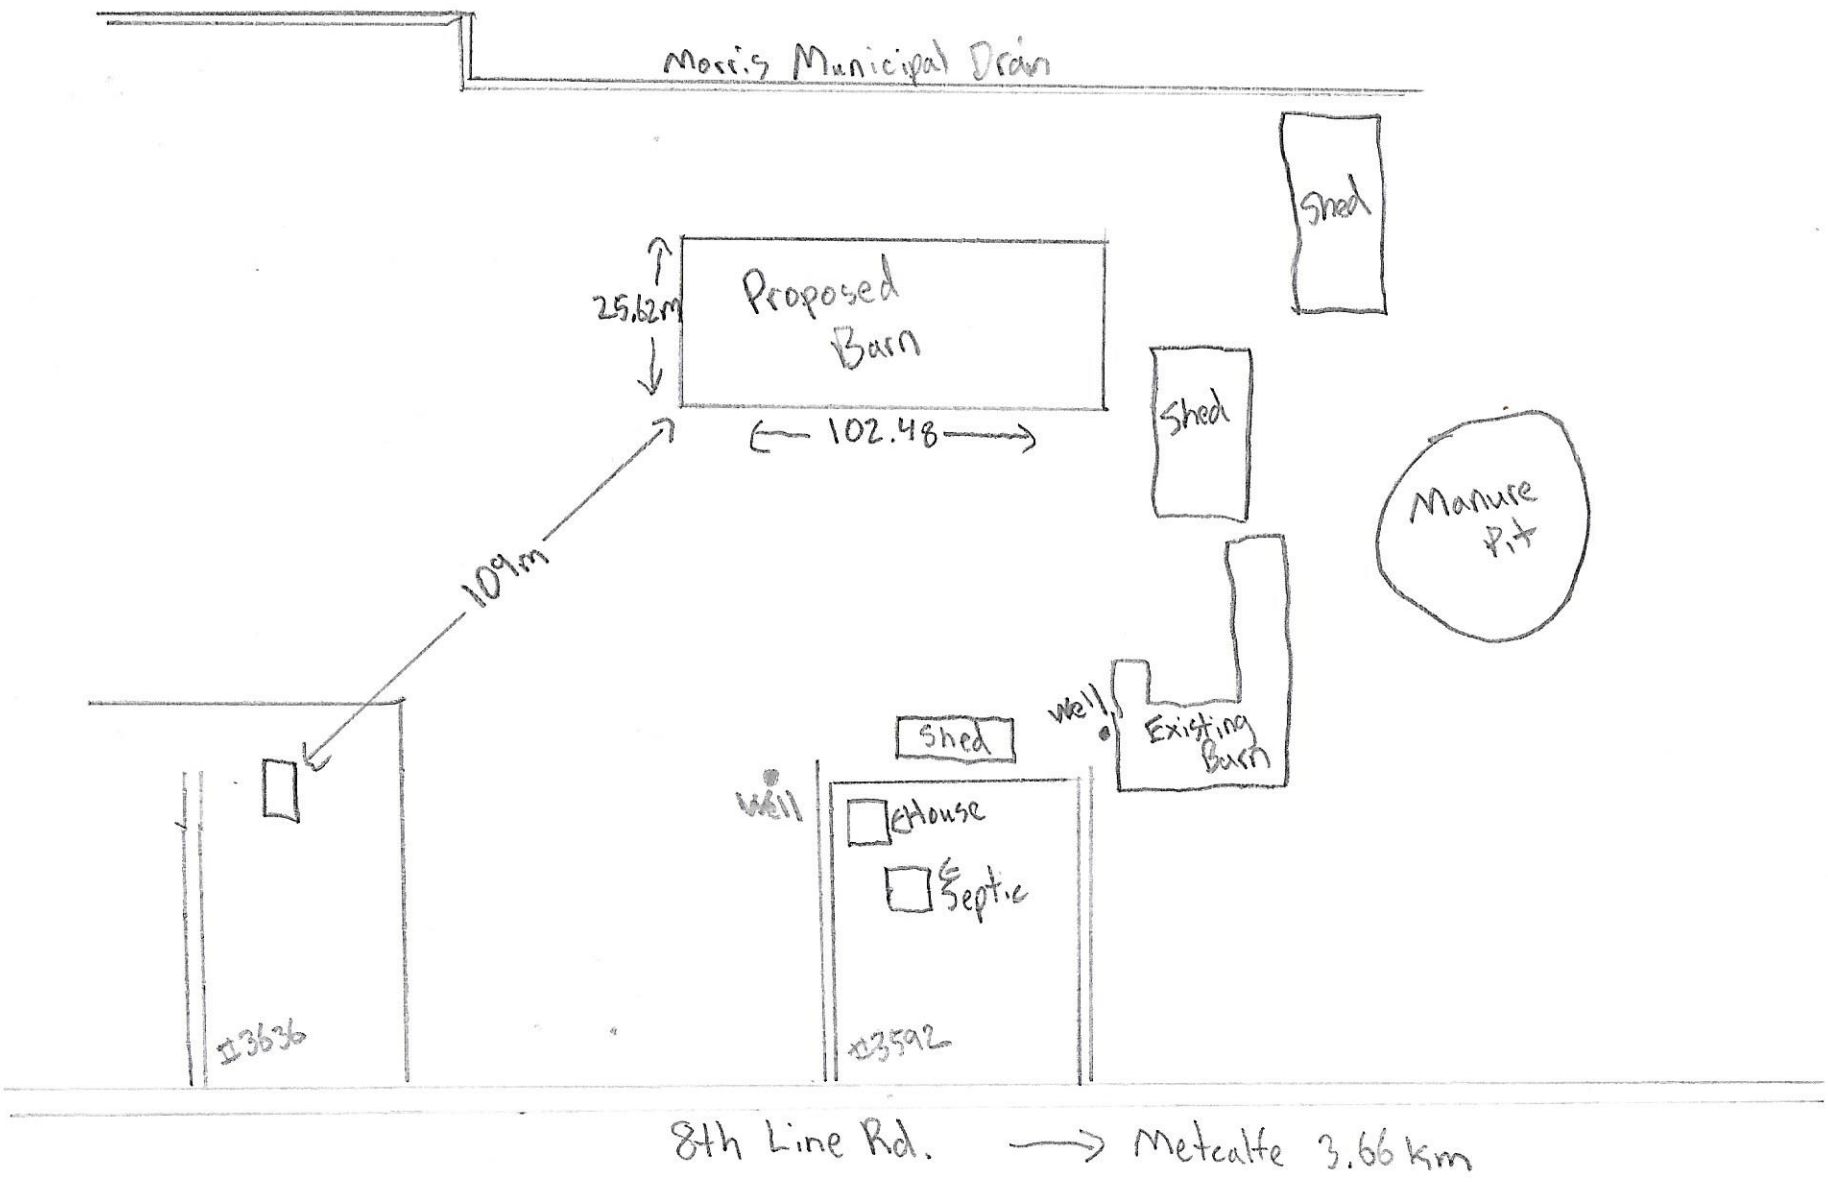 Morris Municipal Drain
Shed
Proposed
Barn
25.62m
102.48
Shed
Manure
Pit
109m
Well
Existing
Barn
Shed
Well
House
Septic
#3636
#3592
8th Line Rd. → Metcalfe 3.66 km